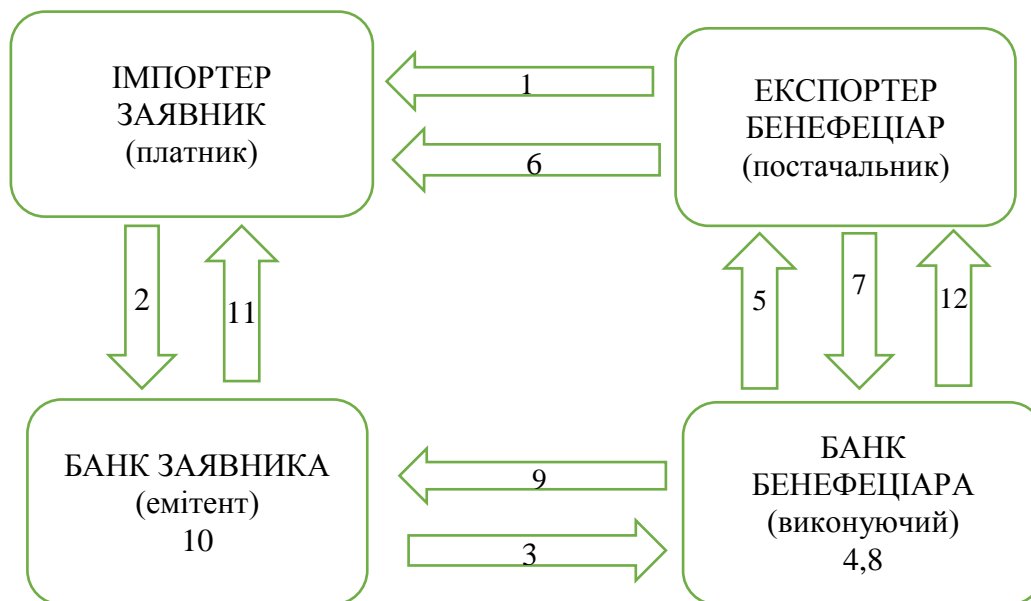 ІМПОРТЕР
ЗАЯВНИК
(платник)
1
6
ЕКСПОРТЕР
БЕНЕФЕЦІАР
(постачальник)
2
11
5
7
12
БАНК ЗАЯВНИКА
(емітент)
10
9
3
БАНК
БЕНЕФЕЦІАРА
(виконуючий)
4,8